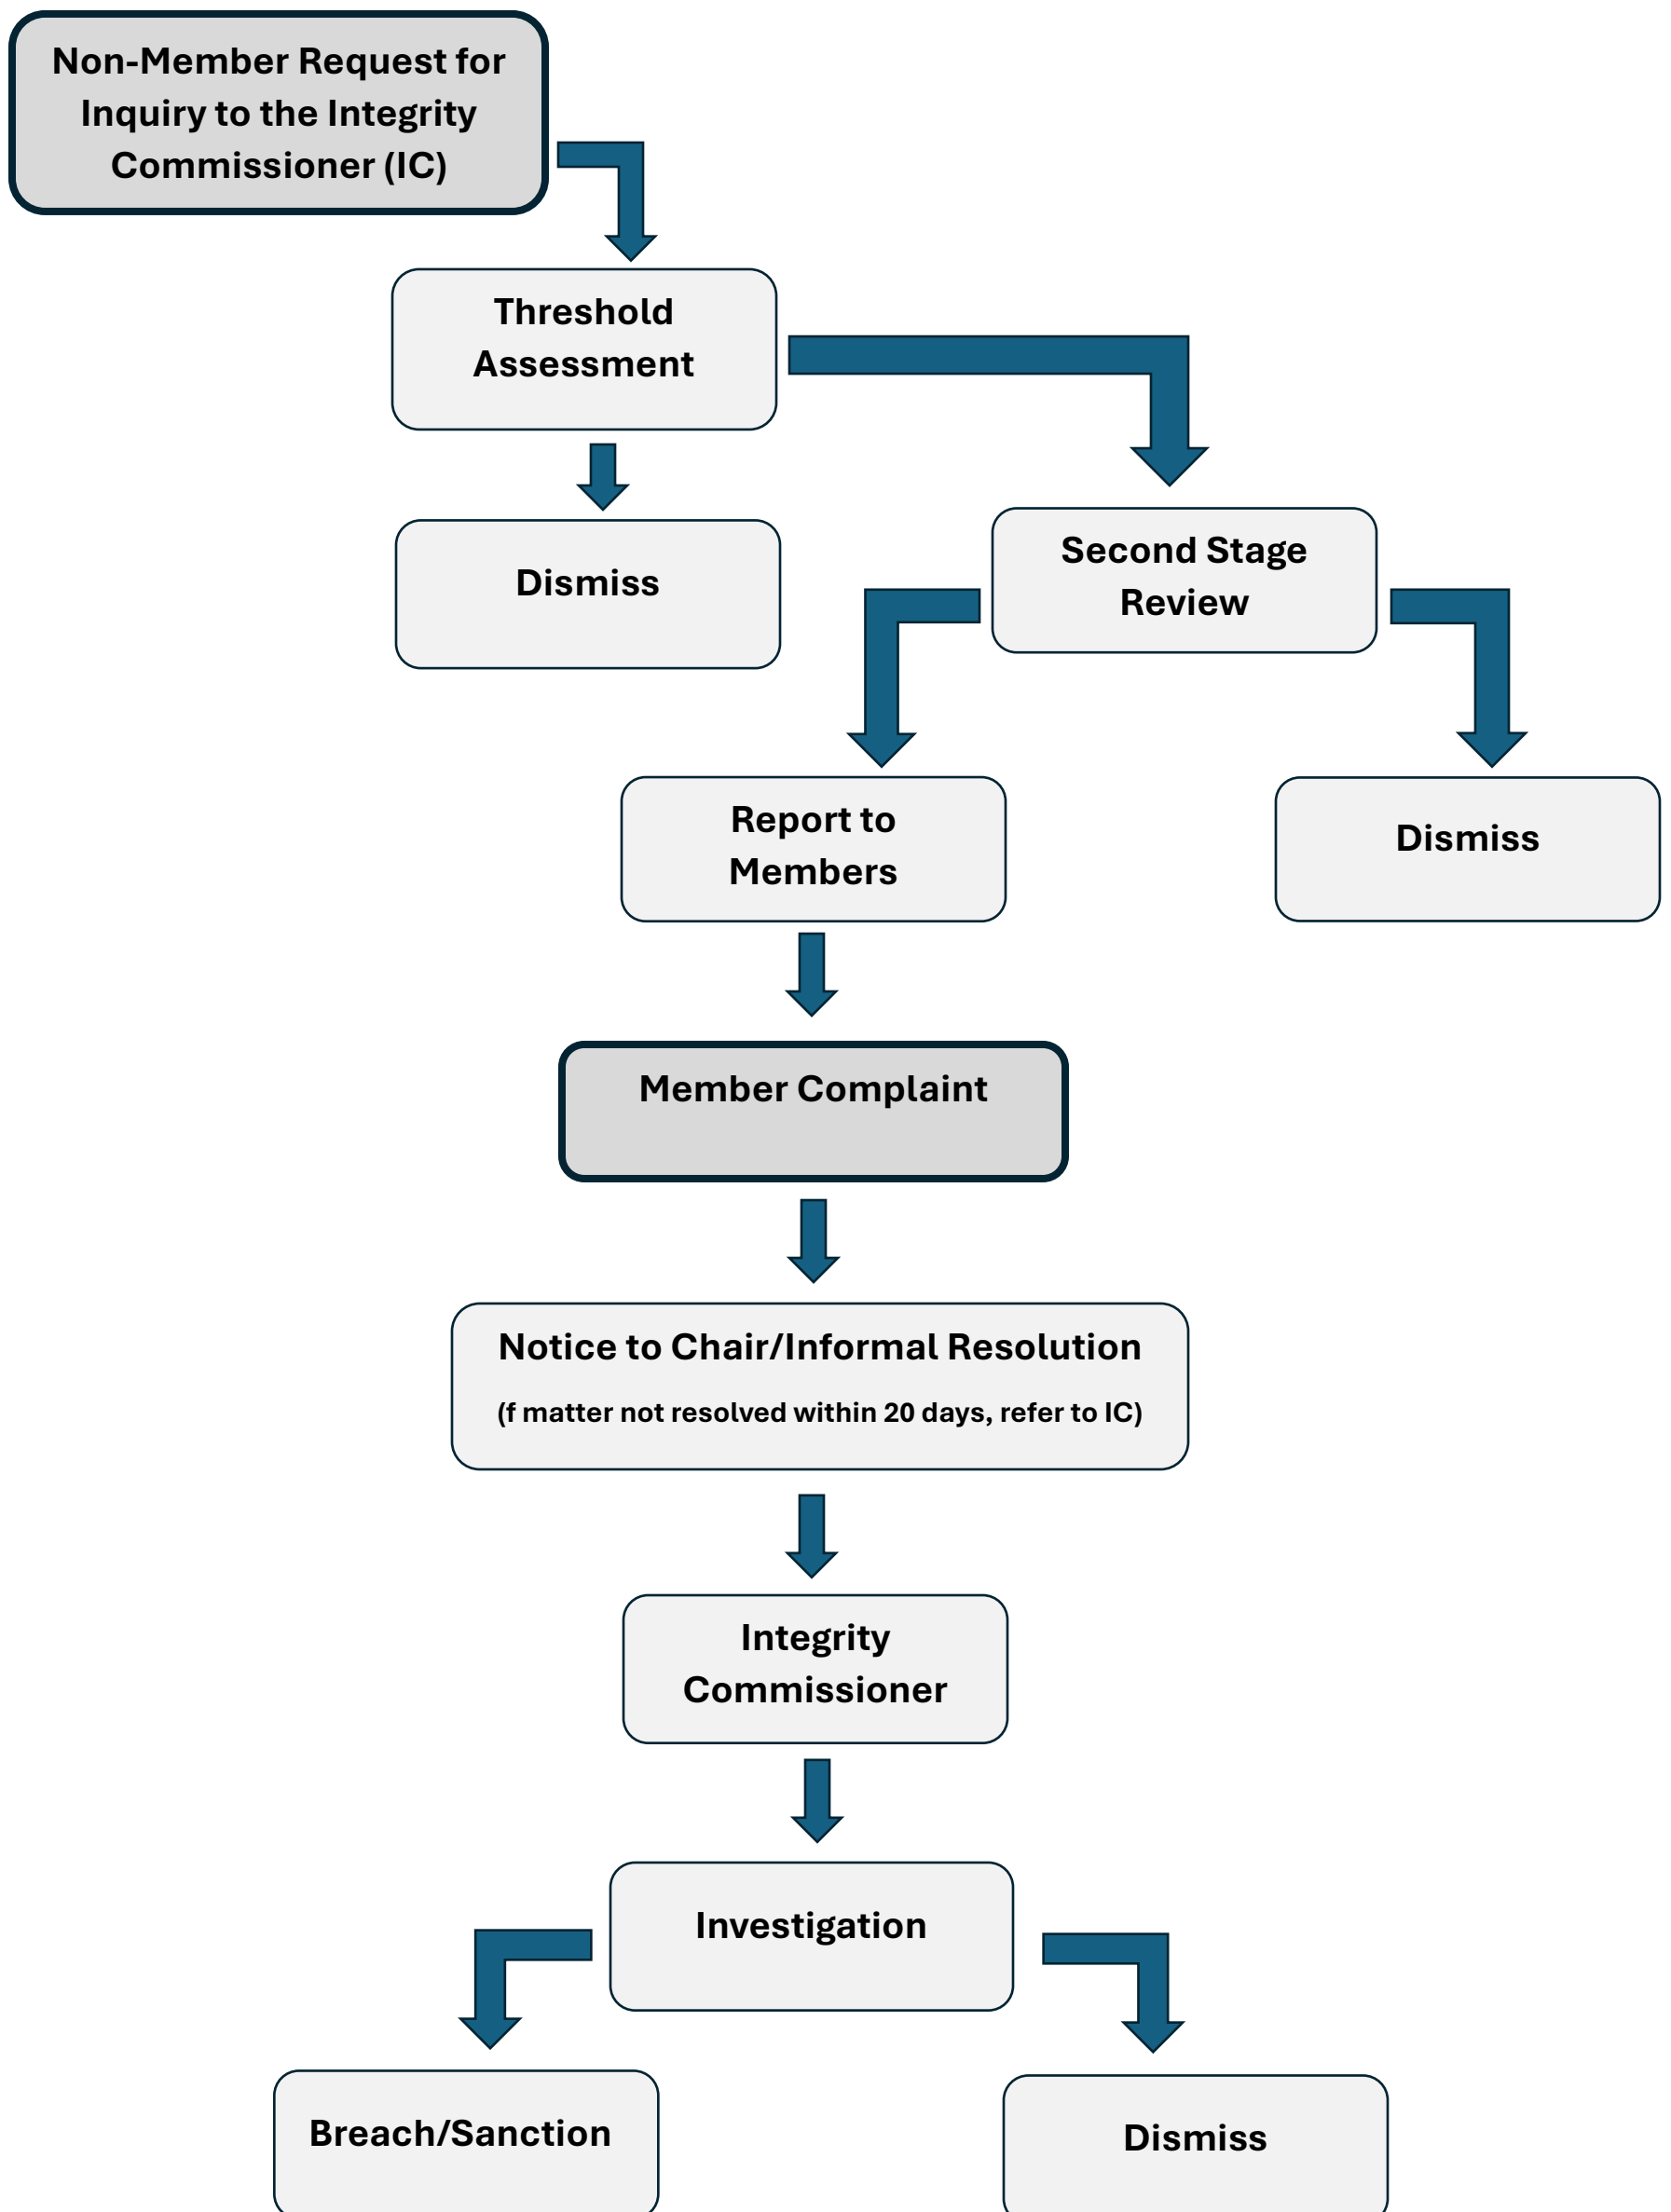 Non-Member Request for
Inquiry to the Integrity
Commissioner (IC)
Threshold
Assessment
Dismiss
Second Stage
Review
Report to
Members
Dismiss
Member Complaint
Notice to Chair/Informal Resolution
(f matter not resolved within 20 days, refer to IC)
Integrity
Commissioner
Investigation
Breach/Sanction
Dismiss